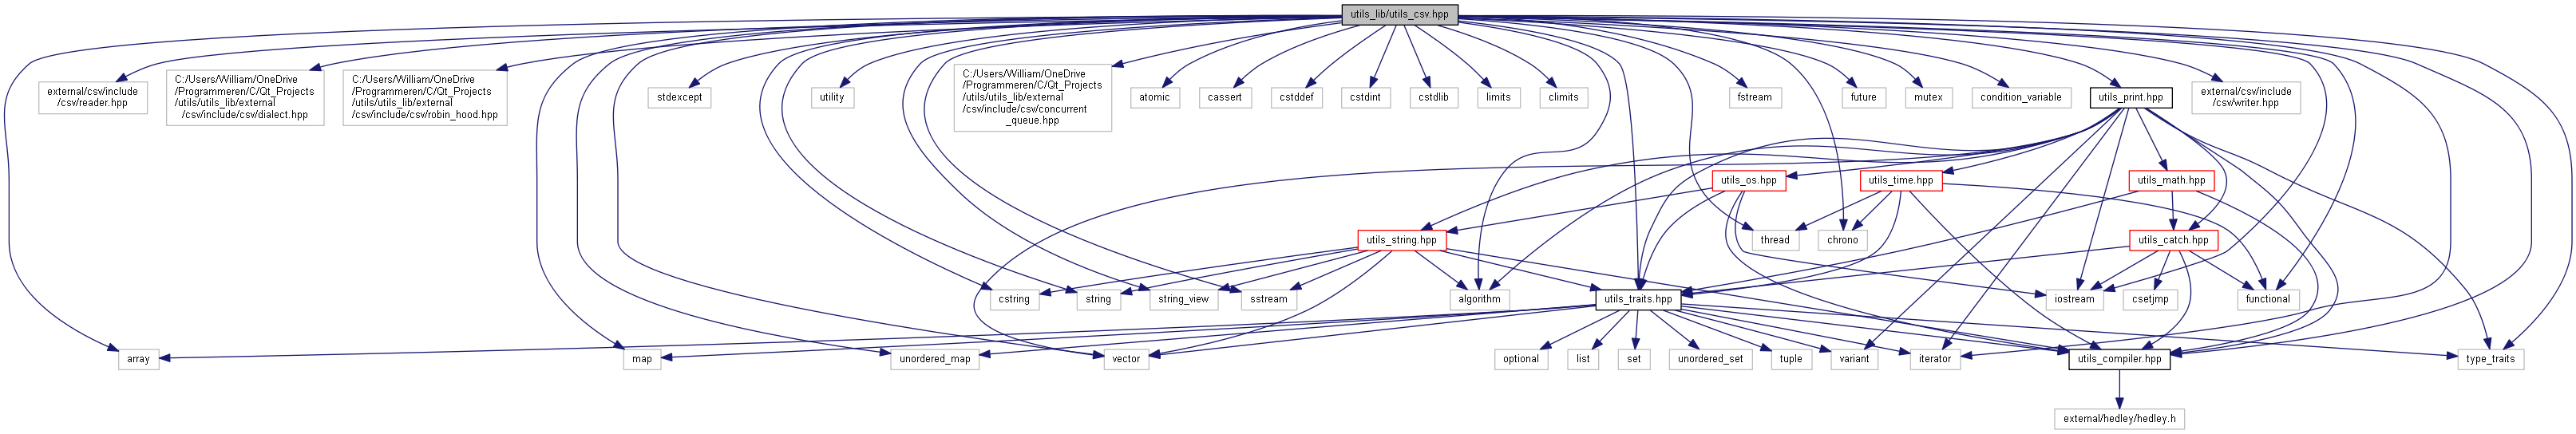 utils_lib/utils_csv.hpp
external/csv/include
/csv/reader.hpp
C:/Users/William/OneDrive
/Programmeren/C/Qt_Projects
/utils/utils_lib/external
/csv/include/csv/dialect.hpp
C:/Users/William/OneDrive
/Programmeren/C/Qt_Projects
/utils/utils_lib/external
/csv/include/csv/robin_hood.hpp
stdexcept
utility
C:/Users/William/OneDrive
/Programmeren/C/Qt_Projects
/utils/utils_lib/external
/csv/include/csv/concurrent
_queue.hpp
atomic
cassert
cstddef
cstdint
cstdlib
limits
climits
fstream
future
mutex
condition_variable
utils_print.hpp
external/csv/include
/csv/writer.hpp
utils_os.hpp
utils_time.hpp
utils_math.hpp
utils_string.hpp
thread
chrono
utils_catch.hpp
cstring
string
string_view
sstream
algorithm
utils_traits.hpp
iostream
csetjmp
functional
array
map
unordered_map
vector
optional
list
set
unordered_set
tuple
variant
iterator
utils_compiler.hpp
type_traits
external/hedley/hedley.h